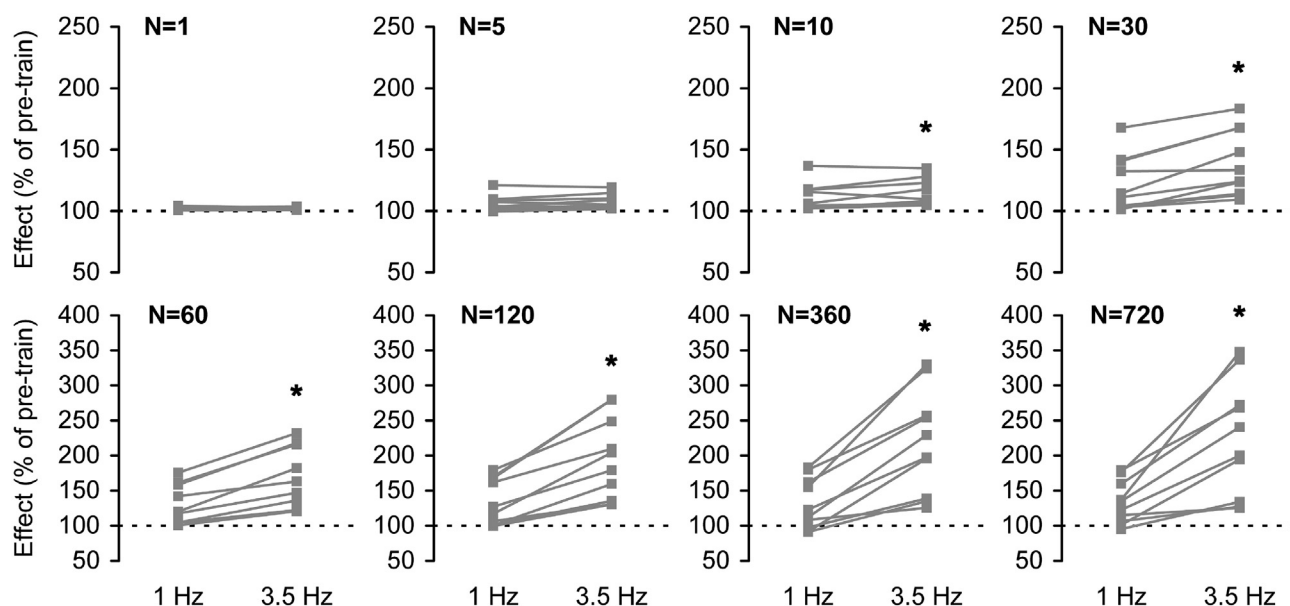 N=1 N=5 N=10 N=30
250 250 250 250
200 200 200 200
* *
150 150 150 150
100 100 100 100
50 50 50 50
Effect (% of pre-train)
N=60 N=120 N=360 N=720
400 400 400 400
350 350 350 350
* * * *
300 300 300 300
250 250 250 250
200 200 200 200
150 150 150 150
100 100 100 100
50 50 50 50
Effect (% of pre-train)
1 Hz 3.5 Hz 1 Hz 3.5 Hz 1 Hz 3.5 Hz 1 Hz 3.5 Hz